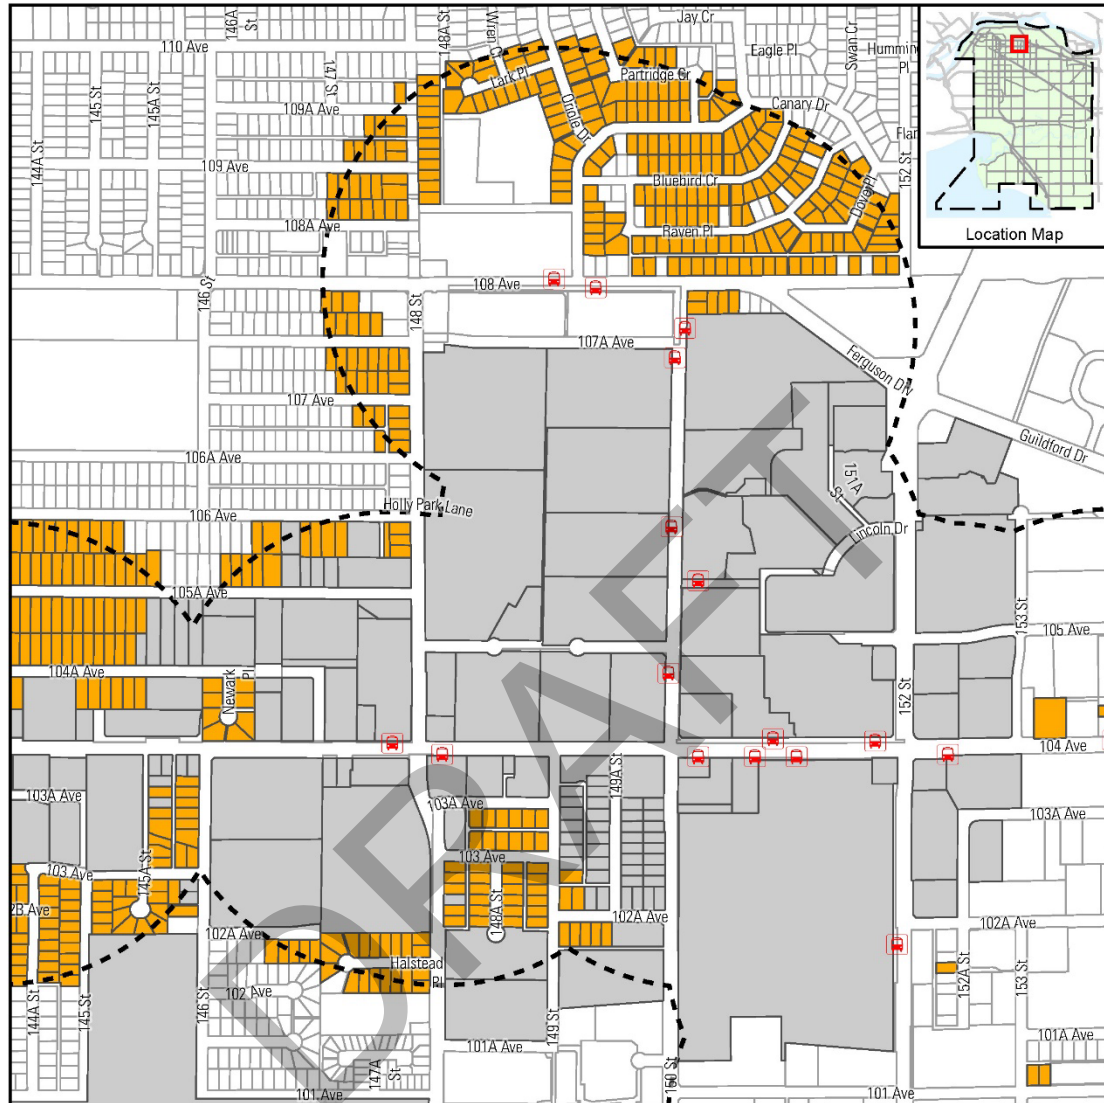 146A St
148A St
Wren Cr
Jay Cr
Swan Cr
110 Ave
Eagle Pl
Hummin
Pl
147 St
Lark Pl
Partridge Cr
145 St
145A St
109A Ave
Oriole Dr
Canary Dr
Flar
144A St
109 Ave
152 St
Bluebird Cr
Dove Pl
108A Ave
Raven Pl
Location Map
146 St
148 St
108 Ave
107A Ave
Ferguson Div
107 Ave
Guildford Dr
106A Ave
151A St
Holly Park Lane
106 Ave
Lincoln Dr
105A Ave
153 St
105 Ave
104A Ave
Newark Pl
152 St
104 Ave
149A St
103A Ave
103A Ave
103A Ave
103 Ave
103 Ave
145A St
2B Ave
148A St
102A Ave
102A Ave
102A Ave
Halstead Pl
152A St
153 St
102 Ave
144A St
145 St
146 St
149 St
150 St
101A Ave
101A Ave
147A St
101 Ave
101 Ave
DRAFT